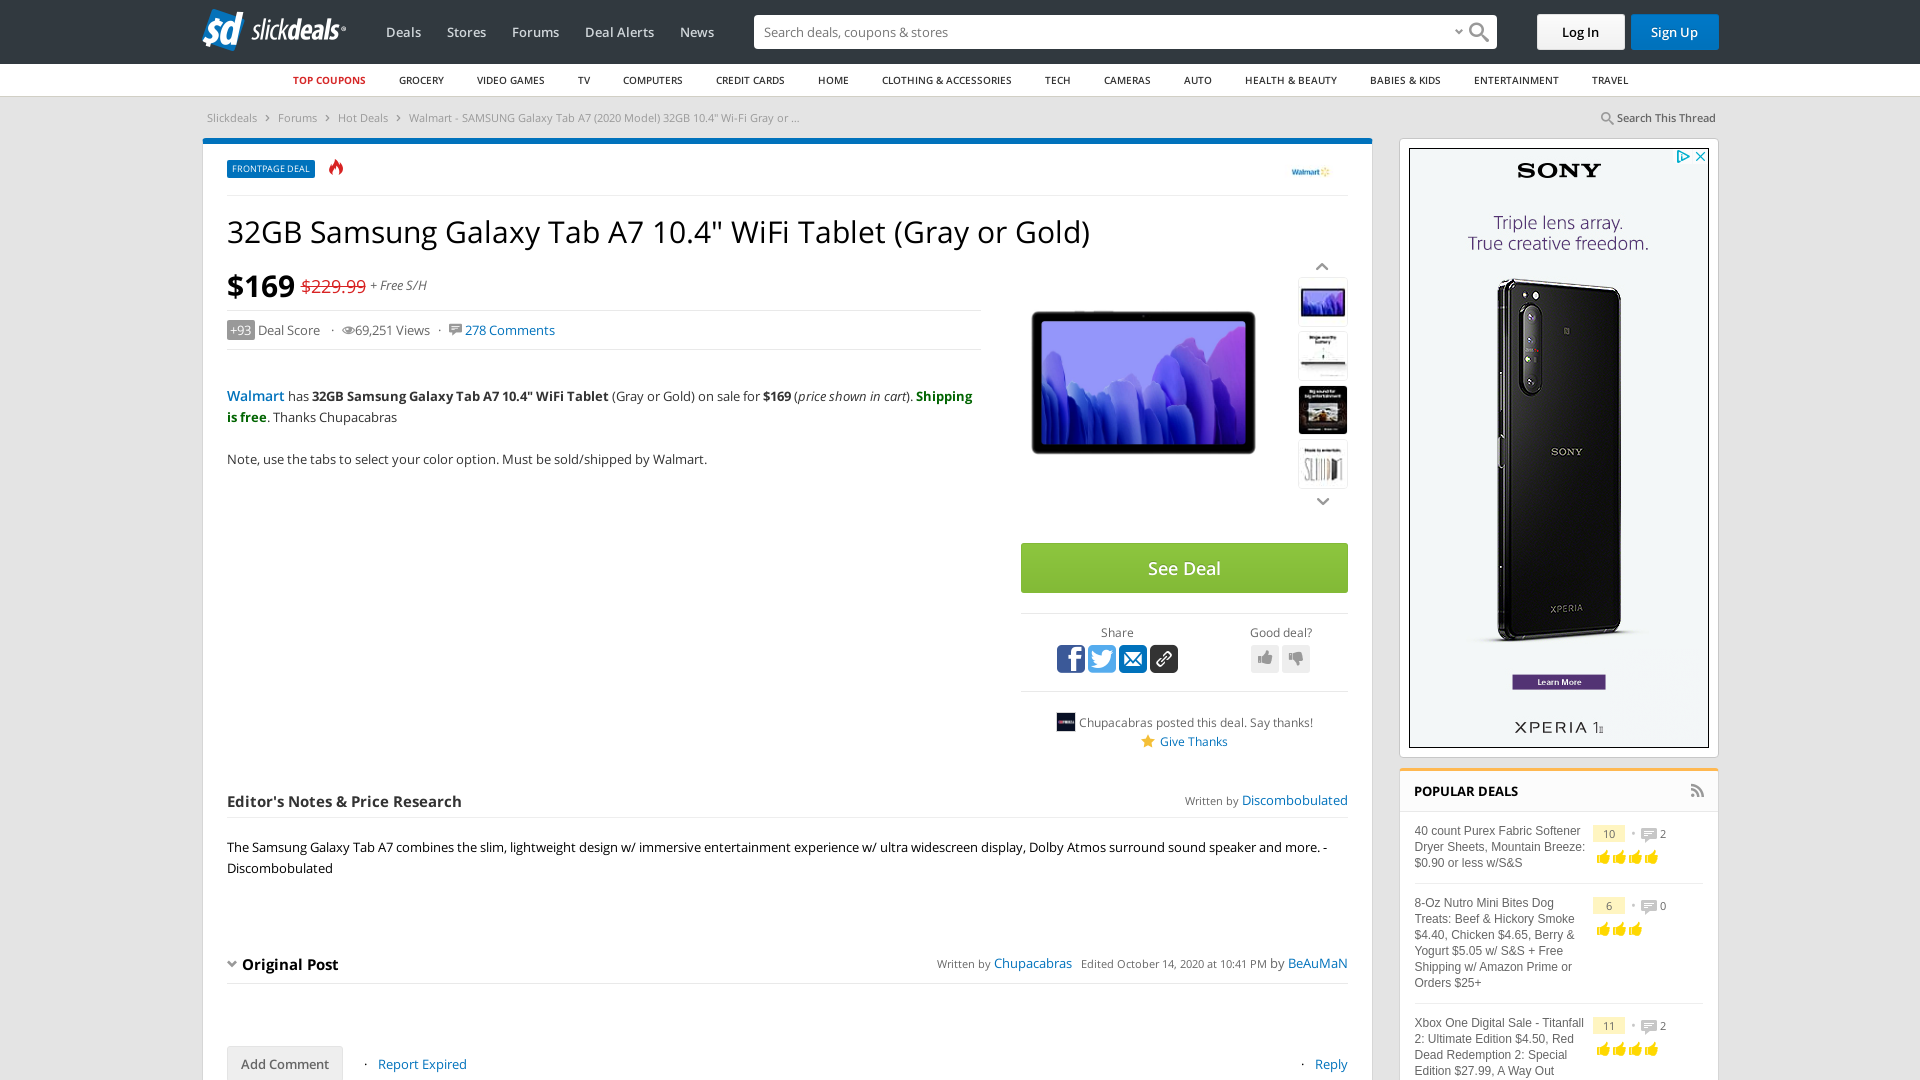 sd slickdeals
Deals
Stores
Forums
Deal Alerts
News
Search deals, coupons & stores
Log In
Sign Up
TOP COUPONS
GROCERY
VIDEO GAMES
TV
COMPUTERS
CREDIT CARDS
HOME
CLOTHING & ACCESSORIES
TECH
CAMERAS
AUTO
HEALTH & BEAUTY
BABIES & KIDS
ENTERTAINMENT
TRAVEL
Slickdeals › Forums › Hot Deals › Walmart - SAMSUNG Galaxy Tab A7 (2020 Model) 32GB 10.4" Wi-Fi Gray or ...
Search This Thread
FRONTPAGE DEAL
Walmart
32GB Samsung Galaxy Tab A7 10.4" WiFi Tablet (Gray or Gold)
$169 $229.99 + Free S/H
+93 Deal Score · 69,251 Views · 278 Comments
Walmart has 32GB Samsung Galaxy Tab A7 10.4" WiFi Tablet (Gray or Gold) on sale for $169 (price shown in cart). Shipping
is free. Thanks Chupacabras
Note, use the tabs to select your color option. Must be sold/shipped by Walmart.
See Deal
Share
Good deal?
Chupacabras posted this deal. Say thanks!
Give Thanks
Editor's Notes & Price Research
Written by Discombobulated
The Samsung Galaxy Tab A7 combines the slim, lightweight design w/ immersive entertainment experience w/ ultra widescreen display, Dolby Atmos surround sound speaker and more. -
Discombobulated
Original Post
Written by Chupacabras Edited October 14, 2020 at 10:41 PM by BeAuMaN
Add Comment · Report Expired
· Reply
SONY
Triple lens array.
True creative freedom.
SONY
XPERIA
Learn More
XPERIA 1 II
POPULAR DEALS
40 count Purex Fabric Softener
Dryer Sheets, Mountain Breeze:
$0.90 or less w/S&S
10 • 2
8-Oz Nutro Mini Bites Dog
Treats: Beef & Hickory Smoke
$4.40, Chicken $4.65, Berry &
Yogurt $5.05 w/ S&S + Free
Shipping w/ Amazon Prime or
Orders $25+
6 • 0
Xbox One Digital Sale - Titanfall
2: Ultimate Edition $4.50, Red
Dead Redemption 2: Special
Edition $27.99, A Way Out
11 • 2